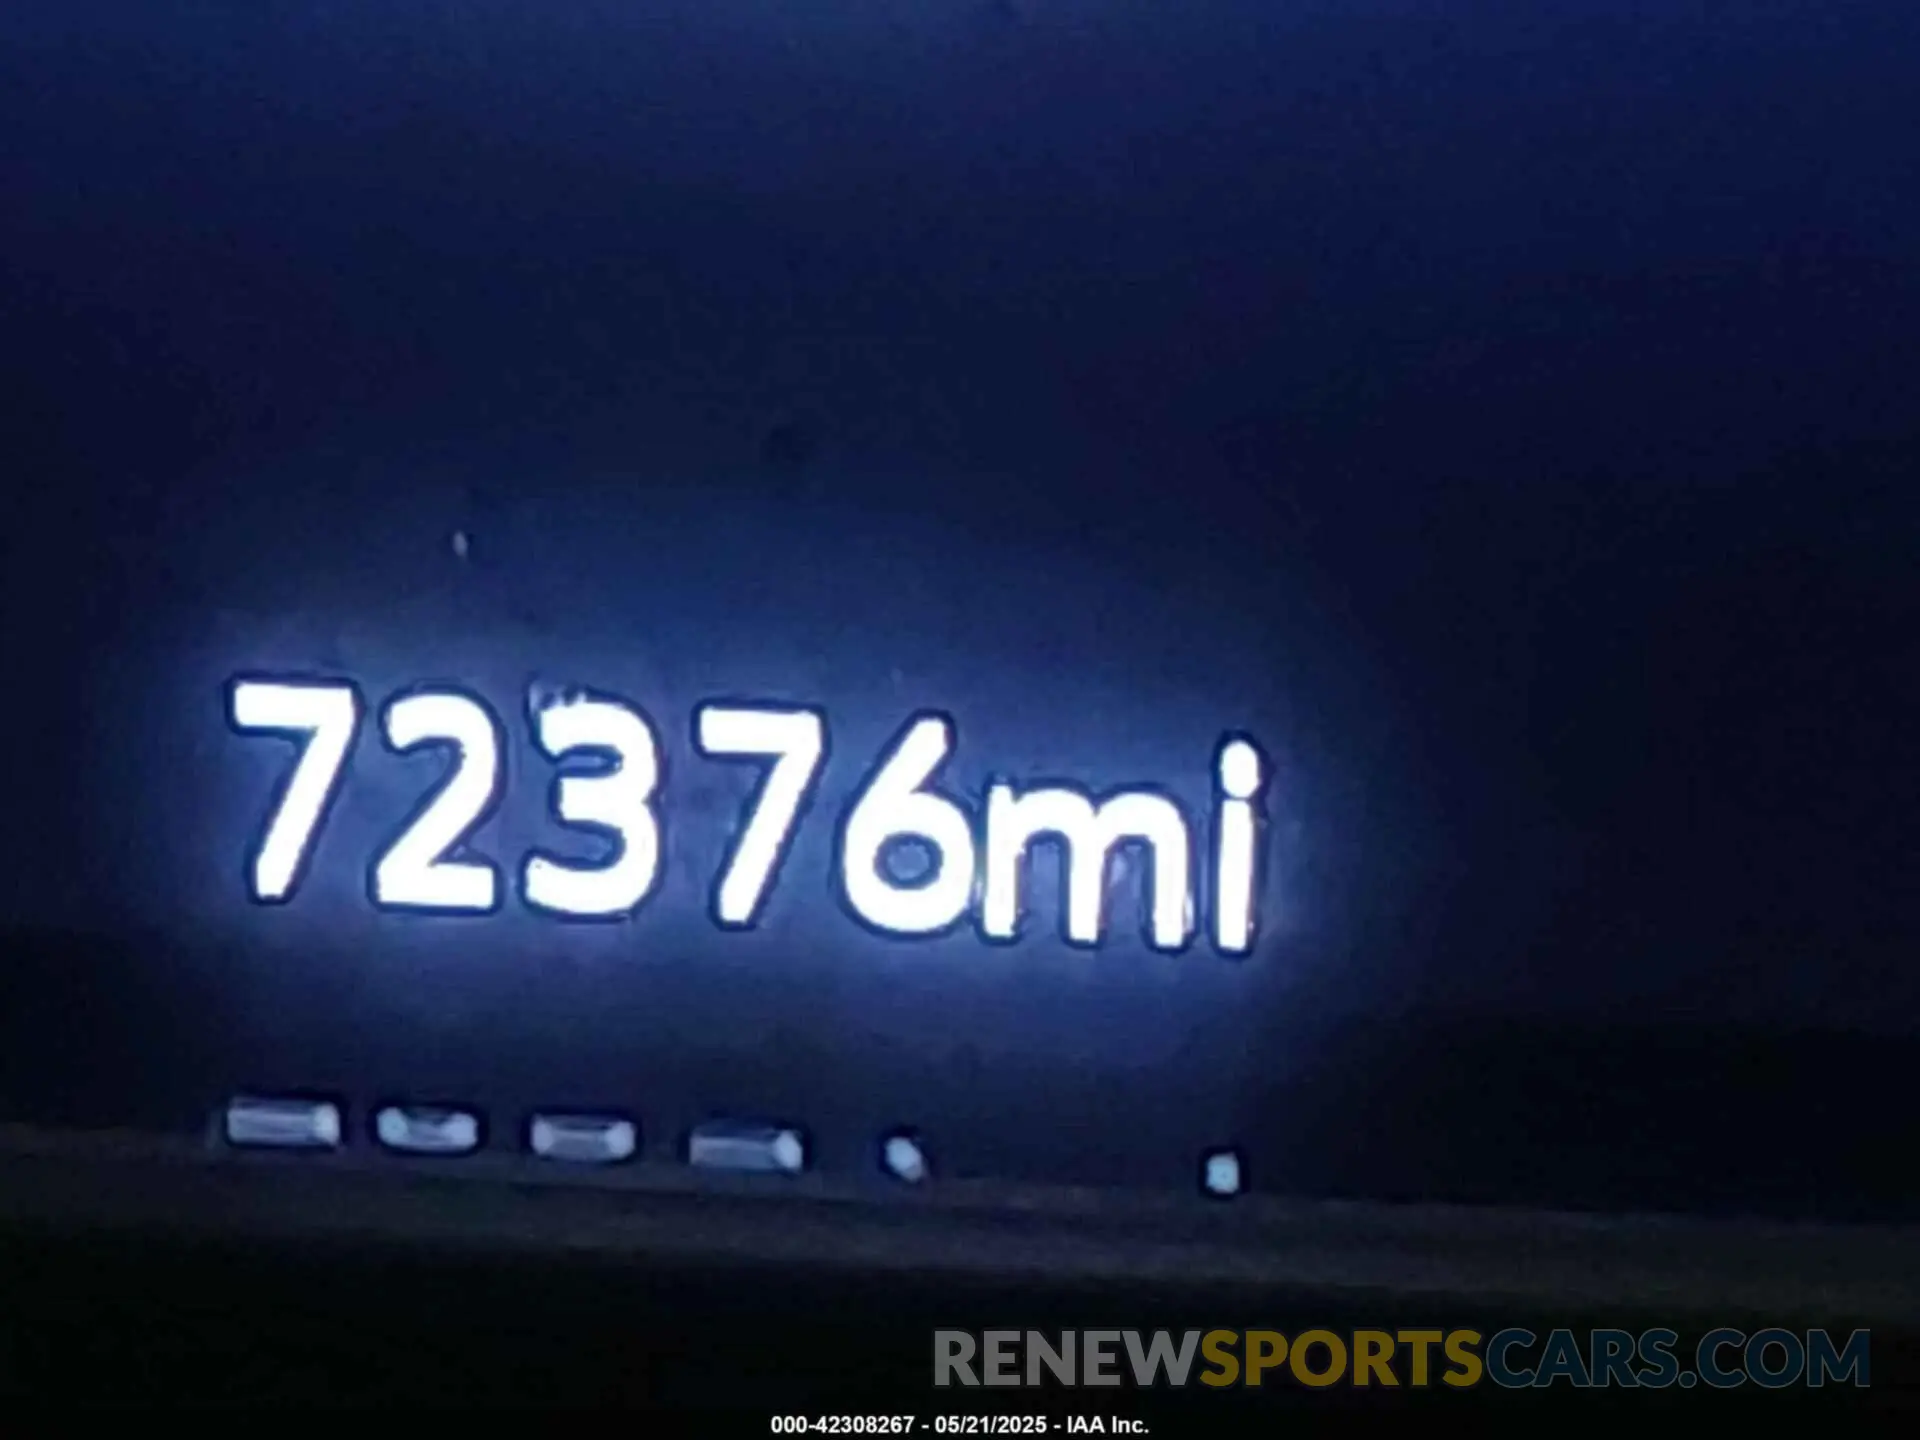 72376mi
RENEWSPORTSCARS.COM
000-42308267 - 05/21/2025 - IAA Inc.